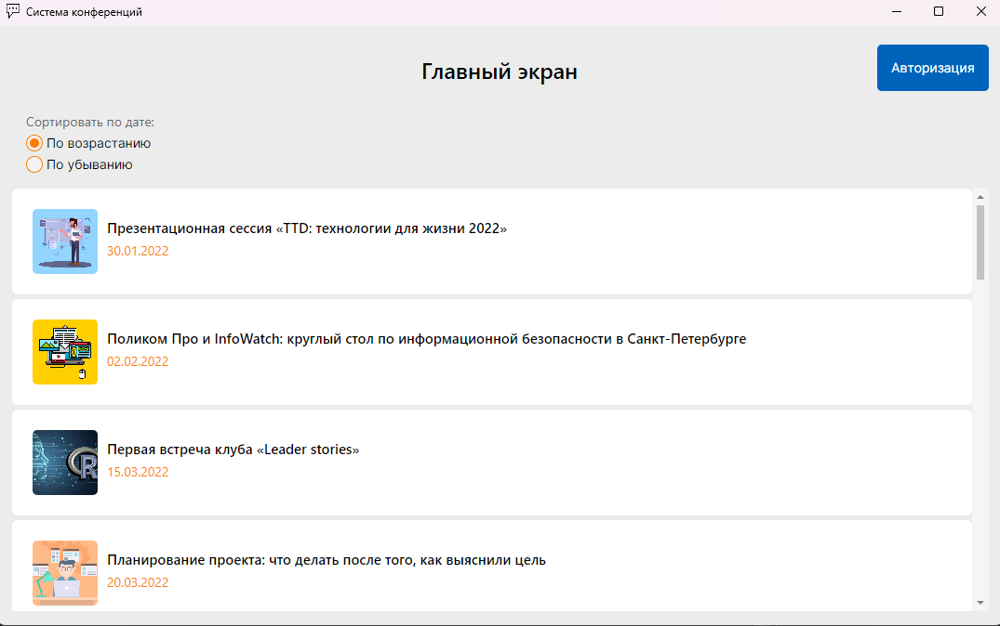 Система конференций
Главный экран
Авторизация
Сортировать по дате:
По возрастанию
По убыванию
Презентационная сессия «TTD: технологии для жизни 2022»
30.01.2022
Поликом Про и InfoWatch: круглый стол по информационной безопасности в Санкт-Петербурге
02.02.2022
Первая встреча клуба «Leader stories»
15.03.2022
R
Планирование проекта: что делать после того, как выяснили цель
20.03.2022